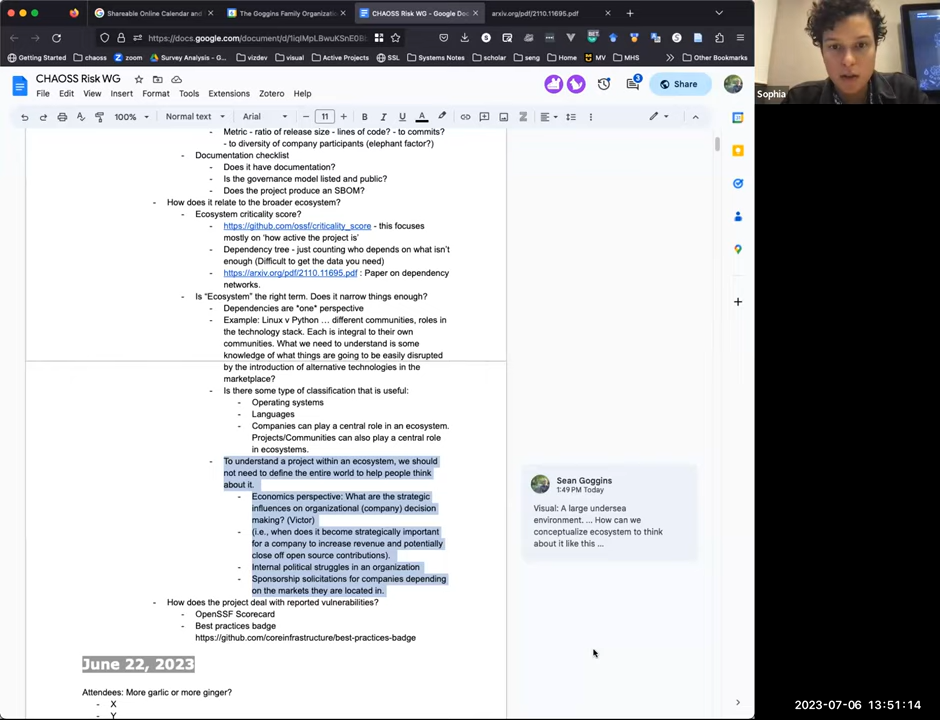 Shareable Online Calendar and
The Goggins Family Organizatio
CHAOSS Risk WG - Google Doc
arxiv.org/pdf/2110.11695.pdf
https://docs.google.com/document/d/1iqIMpLBwuKSnE0B
Getting Started
chaoss
zoom
Survey Analysis - G...
vizdev
visual
Active Projects
SSL
Systems Notes
scholar
seng
Home
MV
MHS
Other Bookmarks
CHAOSS Risk WG
File Edit View Insert Format Tools Extensions Zotero Help
3
Share
100%
Normal text
Arial
11
Metric - ratio of release size - lines of code? - to commits?
- to diversity of company participants (elephant factor?)
- Documentation checklist
- Does it have documentation?
- Is the governance model listed and public?
- Does the project produce an SBOM?
- How does it relate to the broader ecosystem?
- Ecosystem criticality score?
- https://github.com/ossf/criticality_score - this focuses
mostly on ‘how active the project is’
- Dependency tree - just counting who depends on what isn’t
enough (Difficult to get the data you need)
- https://arxiv.org/pdf/2110.11695.pdf : Paper on dependency
networks.
- Is “Ecosystem” the right term. Does it narrow things enough?
- Dependencies are *one* perspective
- Example: Linux v Python … different communities, roles in
the technology stack. Each is integral to their own
communities. What we need to understand is some
knowledge of what things are going to be easily disrupted
by the introduction of alternative technologies in the
marketplace?
- Is there some type of classification that is useful:
- Operating systems
- Languages
- Companies can play a central role in an ecosystem.
Projects/Communities can also play a central role
in ecosystems.
- To understand a project within an ecosystem, we should
not need to define the entire world to help people think
about it.
- Economics perspective: What are the strategic
influences on organizational (company) decision
making? (Victor)
- (i.e., when does it become strategically important
for a company to increase revenue and potentially
close off open source contributions).
- Internal political struggles in an organization
- Sponsorship solicitations for companies depending
on the markets they are located in.
- How does the project deal with reported vulnerabilities?
- OpenSSF Scorecard
- Best practices badge
https://github.com/coreinfrastructure/best-practices-badge
June 22, 2023
Attendees: More garlic or more ginger?
- X
- Y
Sean Goggins
1:49 PM Today
Visual: A large undersea
environment. ... How can we
conceptualize ecosystem to think
about it like this ...
Sophia
2023-07-06 13:51:14